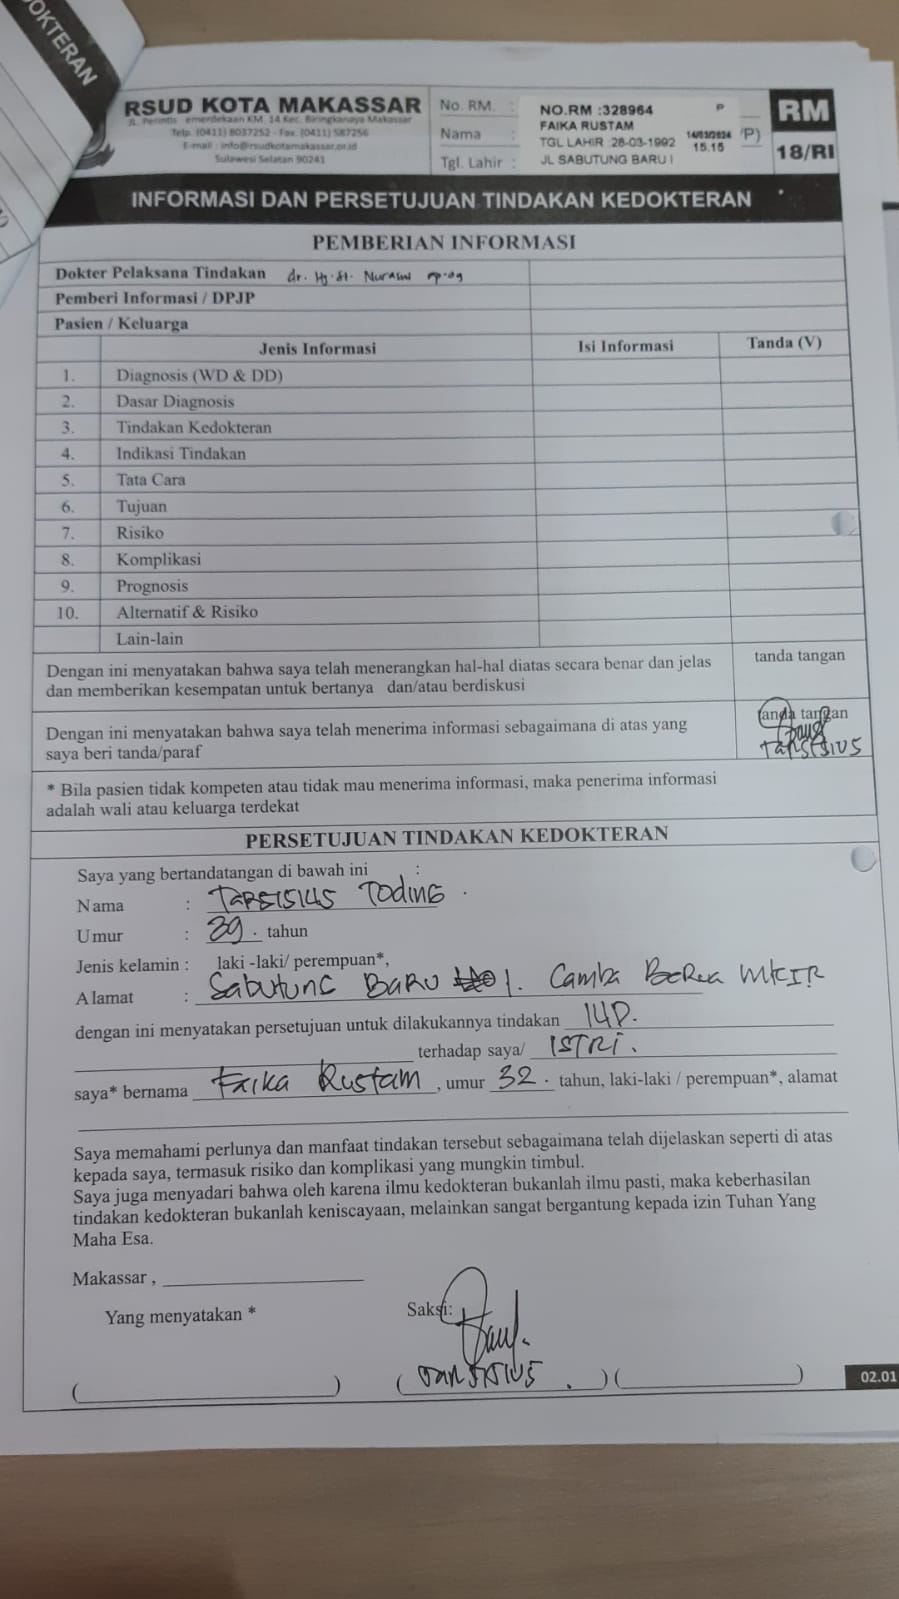 OKTERAN
RSUD KOTA MAKASSAR
JL. Perintis emerdekaan KM. 14 Kec. Biringkanaya Makassar
Telp. (0411) 8037252 - Fax. (0411) 587256
E-mail : info@rsudkotamakassar.or.id
Sulawesi Selatan 90241
No. RM. :
Nama :
Tgl. Lahir :
NO.RM :328964 P
FAIKA RUSTAM
TGL LAHIR :28-03-1992 14/03/2024 15.15
JL SABUTUNG BARU I
P)
RM
18/RI
INFORMASI DAN PERSETUJUAN TINDAKAN KEDOKTERAN
PEMBERIAN INFORMASI
Dokter Pelaksana Tindakan dr. Hj. St.
Pemberi Informasi / DPJP
Pasien / Keluarga
Jenis Informasi Isi Informasi Tanda (V)
1. Diagnosis (WD & DD)
2. Dasar Diagnosis
3. Tindakan Kedokteran
4. Indikasi Tindakan
5. Tata Cara
6. Tujuan
7. Risiko
8. Komplikasi
9. Prognosis
10. Alternatif & Risiko
Lain-lain
Dengan ini menyatakan bahwa saya telah menerangkan hal-hal diatas secara benar dan jelas
dan memberikan kesempatan untuk bertanya dan/atau berdiskusi
tanda tangan
Dengan ini menyatakan bahwa saya telah menerima informasi sebagaimana di atas yang
saya beri tanda/paraf
tanda tangan
TARSISIUS
* Bila pasien tidak kompeten atau tidak mau menerima informasi, maka penerima informasi
adalah wali atau keluarga terdekat
PERSETUJUAN TINDAKAN KEDOKTERAN
Saya yang bertandatangan di bawah ini :
Nama : TARSISIUS TODING
Umur : 39 . tahun
Jenis kelamin : laki -laki/ perempuan*,
Alamat : Sabutung BARU 1. Camba Berua MKIR
dengan ini menyatakan persetujuan untuk dilakukannya tindakan IUD.
terhadap saya/ ISTRI.
saya* bernama Faika Rustam, umur 32 . tahun, laki-laki / perempuan*, alamat
Saya memahami perlunya dan manfaat tindakan tersebut sebagaimana telah dijelaskan seperti di atas
kepada saya, termasuk risiko dan komplikasi yang mungkin timbul.
Saya juga menyadari bahwa oleh karena ilmu kedokteran bukanlah ilmu pasti, maka keberhasilan
tindakan kedokteran bukanlah keniscayaan, melainkan sangat bergantung kepada izin Tuhan Yang
Maha Esa.
Makassar ,
Yang menyatakan * Saksi:
( ) ( TARSISIUS . ) ( )
02.01